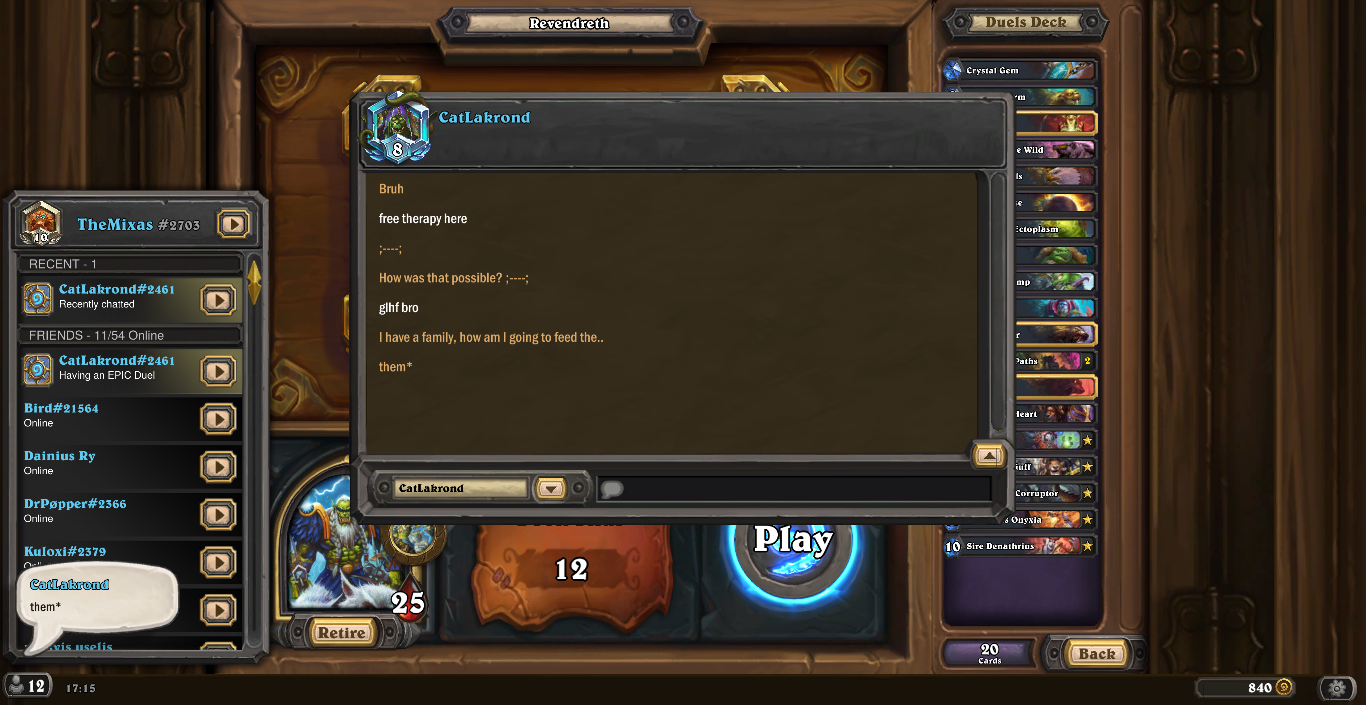 Revendreth
Duels Deck
Crystal Gem
CatLakrond
8
e Wild
Bruh
free therapy here
;----;
How was that possible? ;----;
glhf bro
I have a family, how am I going to feed the..
them*
Ectoplasm
Paths 2
Heart
Guff
Corruptor
Onyxia
10 Sire Denathrius
TheMixas #2703
10
RECENT - 1
CatLakrond#2461
Recently chatted
FRIENDS - 11/54 Online
CatLakrond#2461
Having an EPIC Duel
Bird#21564
Online
Dainius Ry
Online
DrPøpper#2366
Online
Kuloxi#2379
CatLakrond
them*
CatLakrond
12
Play
25
Retire
20
Cards
Back
12
17:15
840